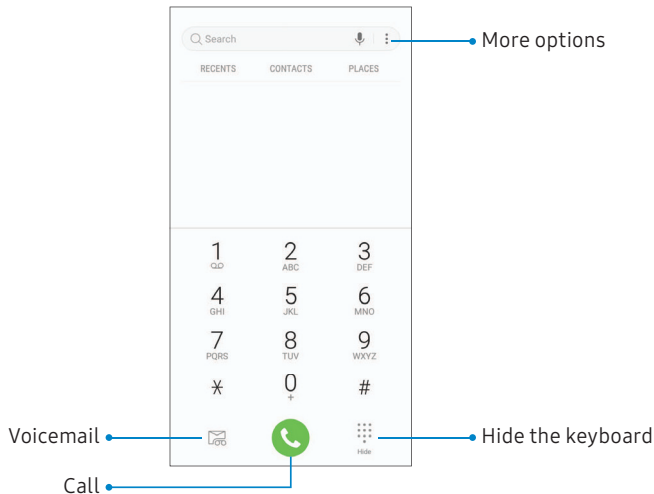 Search
More options
RECENTS CONTACTS PLACES
1 2 3
ABC DEF
4 5 6
GHI JKL MNO
7 8 9
PQRS TUV WXYZ
* 0 #
+
Voicemail
Hide the keyboard
Hide
Call